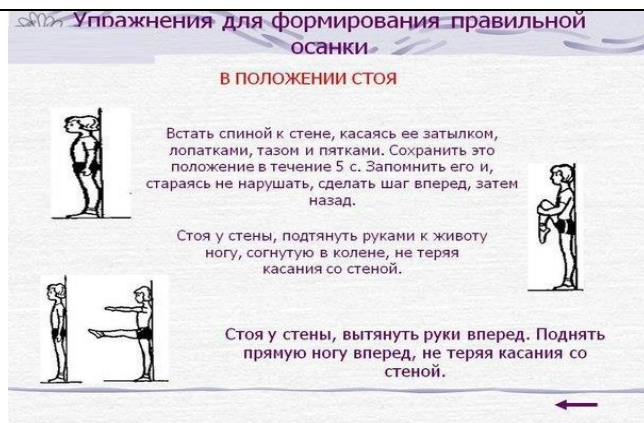 Упражнения для формирования правильной
осанки
В ПОЛОЖЕНИИ СТОЯ
Встать спиной к стене, касаясь ее затылком,
лопатками, тазом и пятками. Сохранить это
положение в течение 5 с. Запомнить его и,
стараясь не нарушать, сделать шаг вперед, затем
назад.
Стоя у стены, подтянуть руками к животу
ногу, согнутую в колене, не теряя
касания со стеной.
Стоя у стены, вытянуть руки вперед. Поднять
прямую ногу вперед, не теряя касания со
стеной.